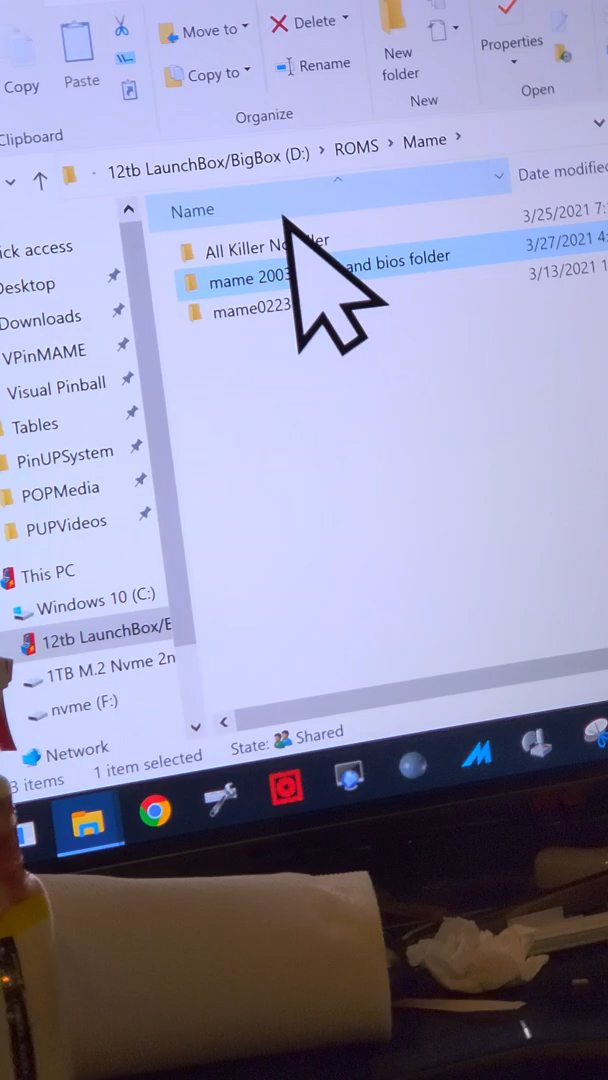 Copy
Paste
Move to
Copy to
Delete
Rename
New
folder
Properties
Clipboard
Organize
New
Open
12tb LaunchBox/BigBox (D:) › ROMS › Mame ›
Name
Date modified
All Killer No
3/25/2021 7:
mame 2003 and bios folder
3/27/2021 4:
mame0223
3/13/2021 1
ick access
Desktop
Downloads
VPinMAME
Visual Pinball
Tables
PinUPSystem
POPMedia
PUPVideos
This PC
Windows 10 (C:)
12tb LaunchBox/B
1TB M.2 Nvme 2n
nvme (F:)
Network
3 items
1 item selected
State:
Shared